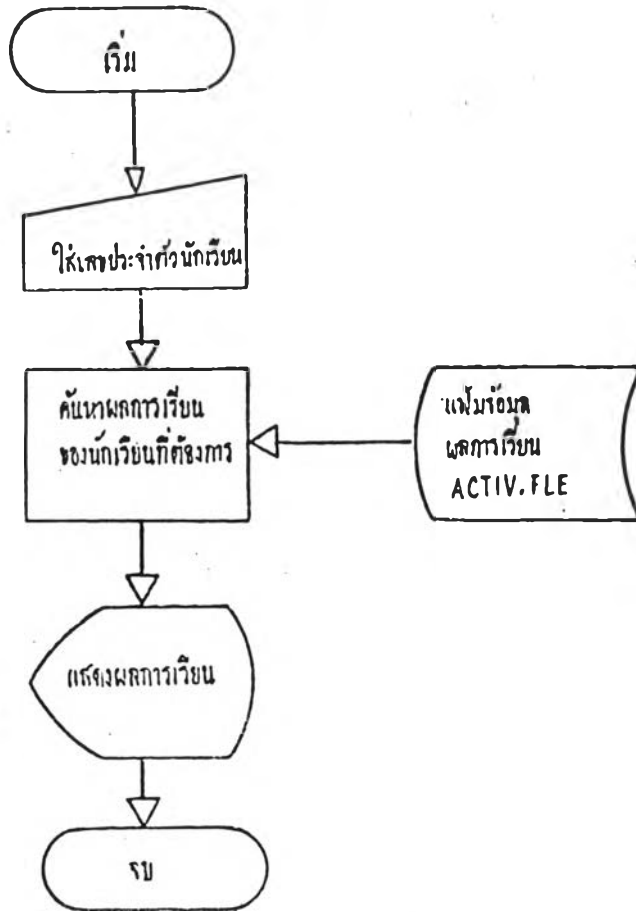 เริ่ม
ใส่เลขประจำตัวนักเรียน
ค้นหาผลการเรียน
ของนักเรียนที่ต้องการ
แฟ้มข้อมูล
ผลการเรียน
ACTIV.FLE
แสดงผลการเรียน
จบ